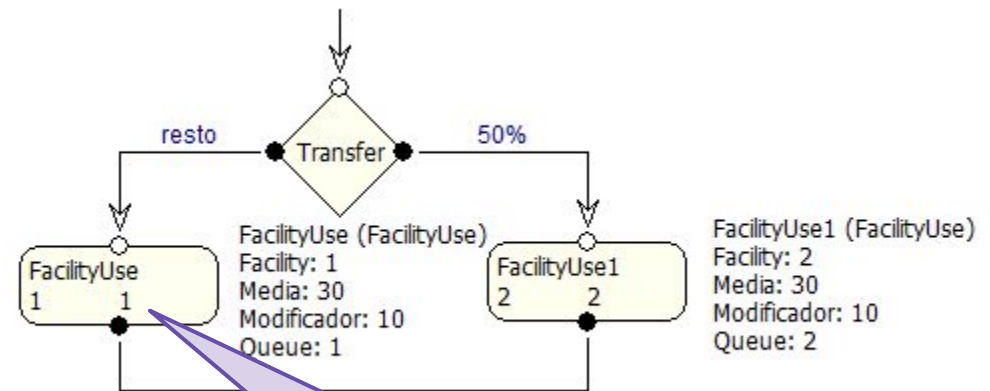 resto
50%
Transfer
FacilityUse
1 1
FacilityUse (FacilityUse)
Facility: 1
Media: 30
Modificador: 10
Queue: 1
FacilityUse1
2 2
FacilityUse1 (FacilityUse)
Facility: 2
Media: 30
Modificador: 10
Queue: 2